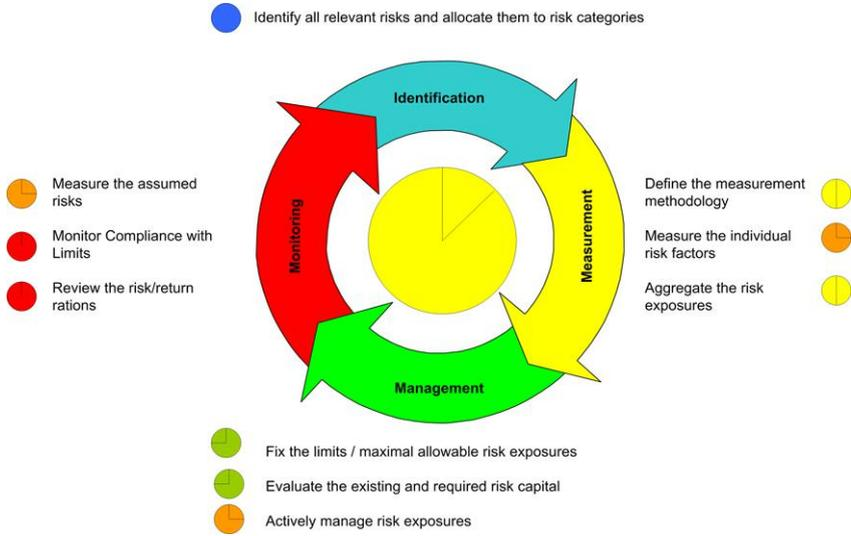 Identify all relevant risks and allocate them to risk categories
Identification
Measure the assumed
risks
Monitor Compliance with
Limits
Review the risk/return
rations
Monitoring
Measurement
Define the measurement
methodology
Measure the individual
risk factors
Aggregate the risk
exposures
Management
Fix the limits / maximal allowable risk exposures
Evaluate the existing and required risk capital
Actively manage risk exposures